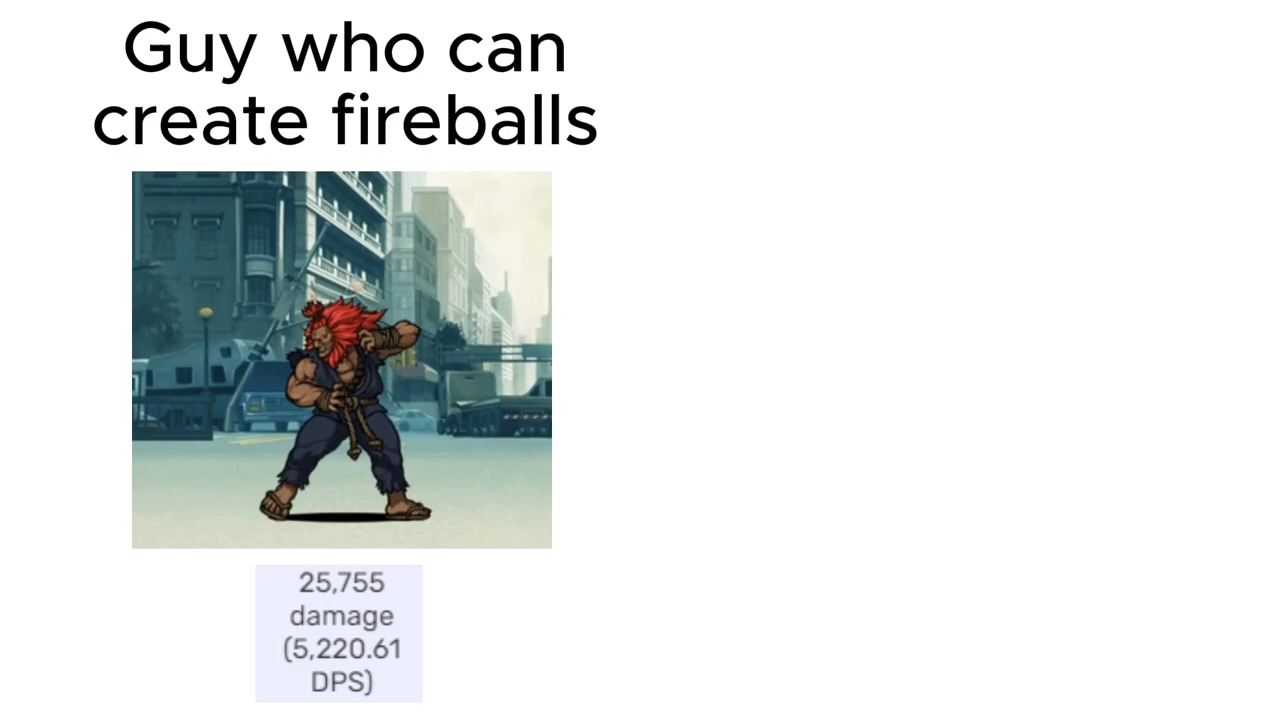 Guy who can
create fireballs
25,755
damage
(5,220.61
DPS)